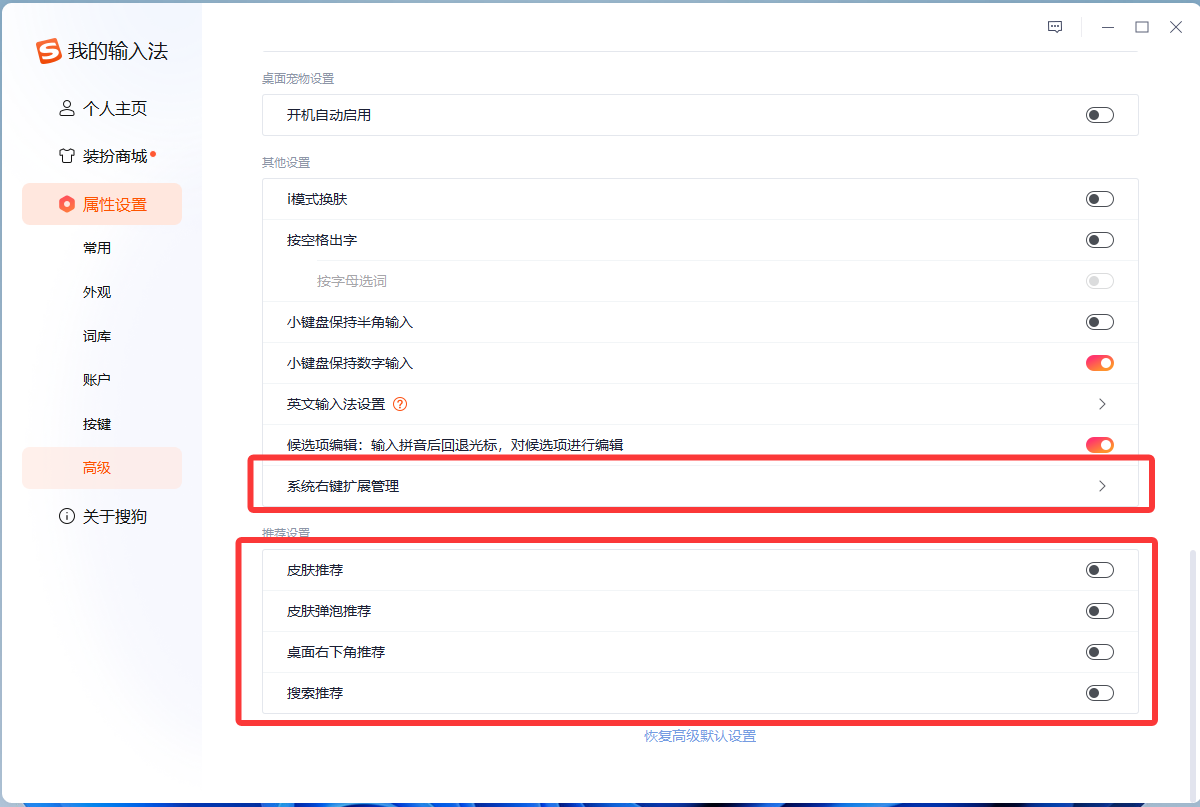 我的输入法
个人主页
装扮商城
属性设置
常用
外观
词库
账户
按键
高级
关于搜狗
桌面宠物设置
开机自动启用
其他设置
i模式换肤
按空格出字
按字母选词
小键盘保持半角输入
小键盘保持数字输入
英文输入法设置 ?
候选项编辑：输入拼音后回退光标，对候选项进行编辑
系统右键扩展管理
推荐设置
皮肤推荐
皮肤弹泡推荐
桌面右下角推荐
搜索推荐
恢复高级默认设置